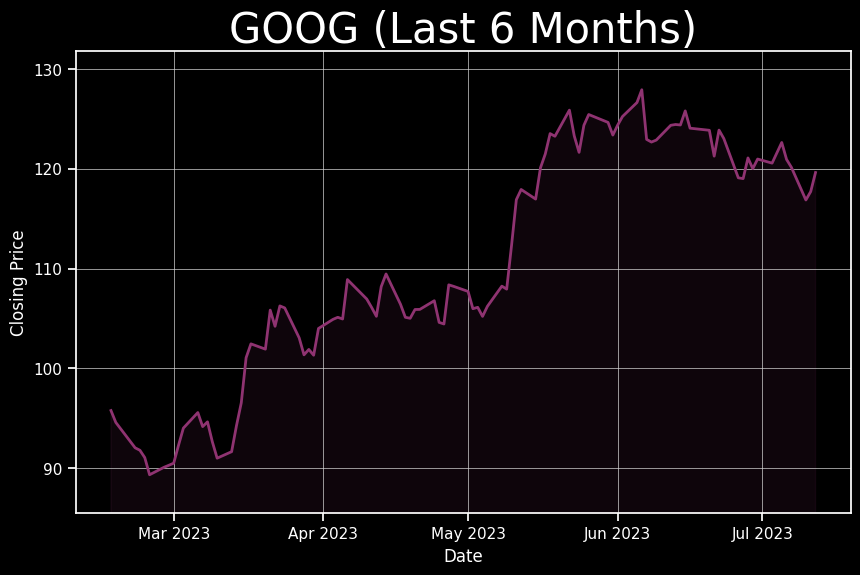 GOOG (Last 6 Months)
130
120
110
100
90
Closing Price
Mar 2023
Apr 2023
May 2023
Jun 2023
Jul 2023
Date